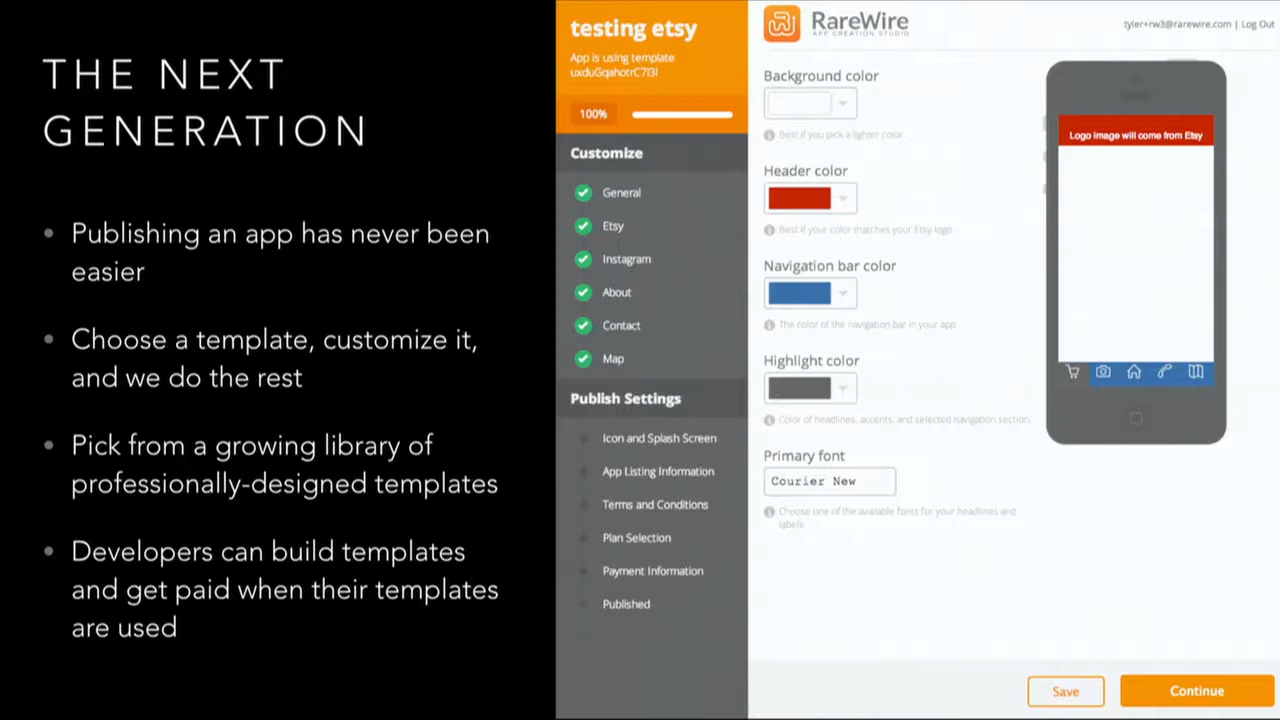 THE NEXT
GENERATION
• Publishing an app has never been
easier
• Choose a template, customize it,
and we do the rest
• Pick from a growing library of
professionally-designed templates
• Developers can build templates
and get paid when their templates
are used
testing etsy
App is using template
100%
Customize
General
Etsy
Instagram
About
Contact
Map
Publish Settings
Icon and Splash Screen
App Listing Information
Terms and Conditions
Plan Selection
Payment Information
Published
RareWire
APP CREATION STUDIO
tyler+rw3@rarewire.com | Log Out
Background color
Best if you pick a lighter color.
Header color
Best if your color matches your Etsy logo
Navigation bar color
The color of the navigation bar in your app
Highlight color
Color of headlines, accents, and selected navigation section.
Primary font
Courier New
Choose one of the available fonts for your headlines and
labels
Logo image will come from Etsy
Save
Continue